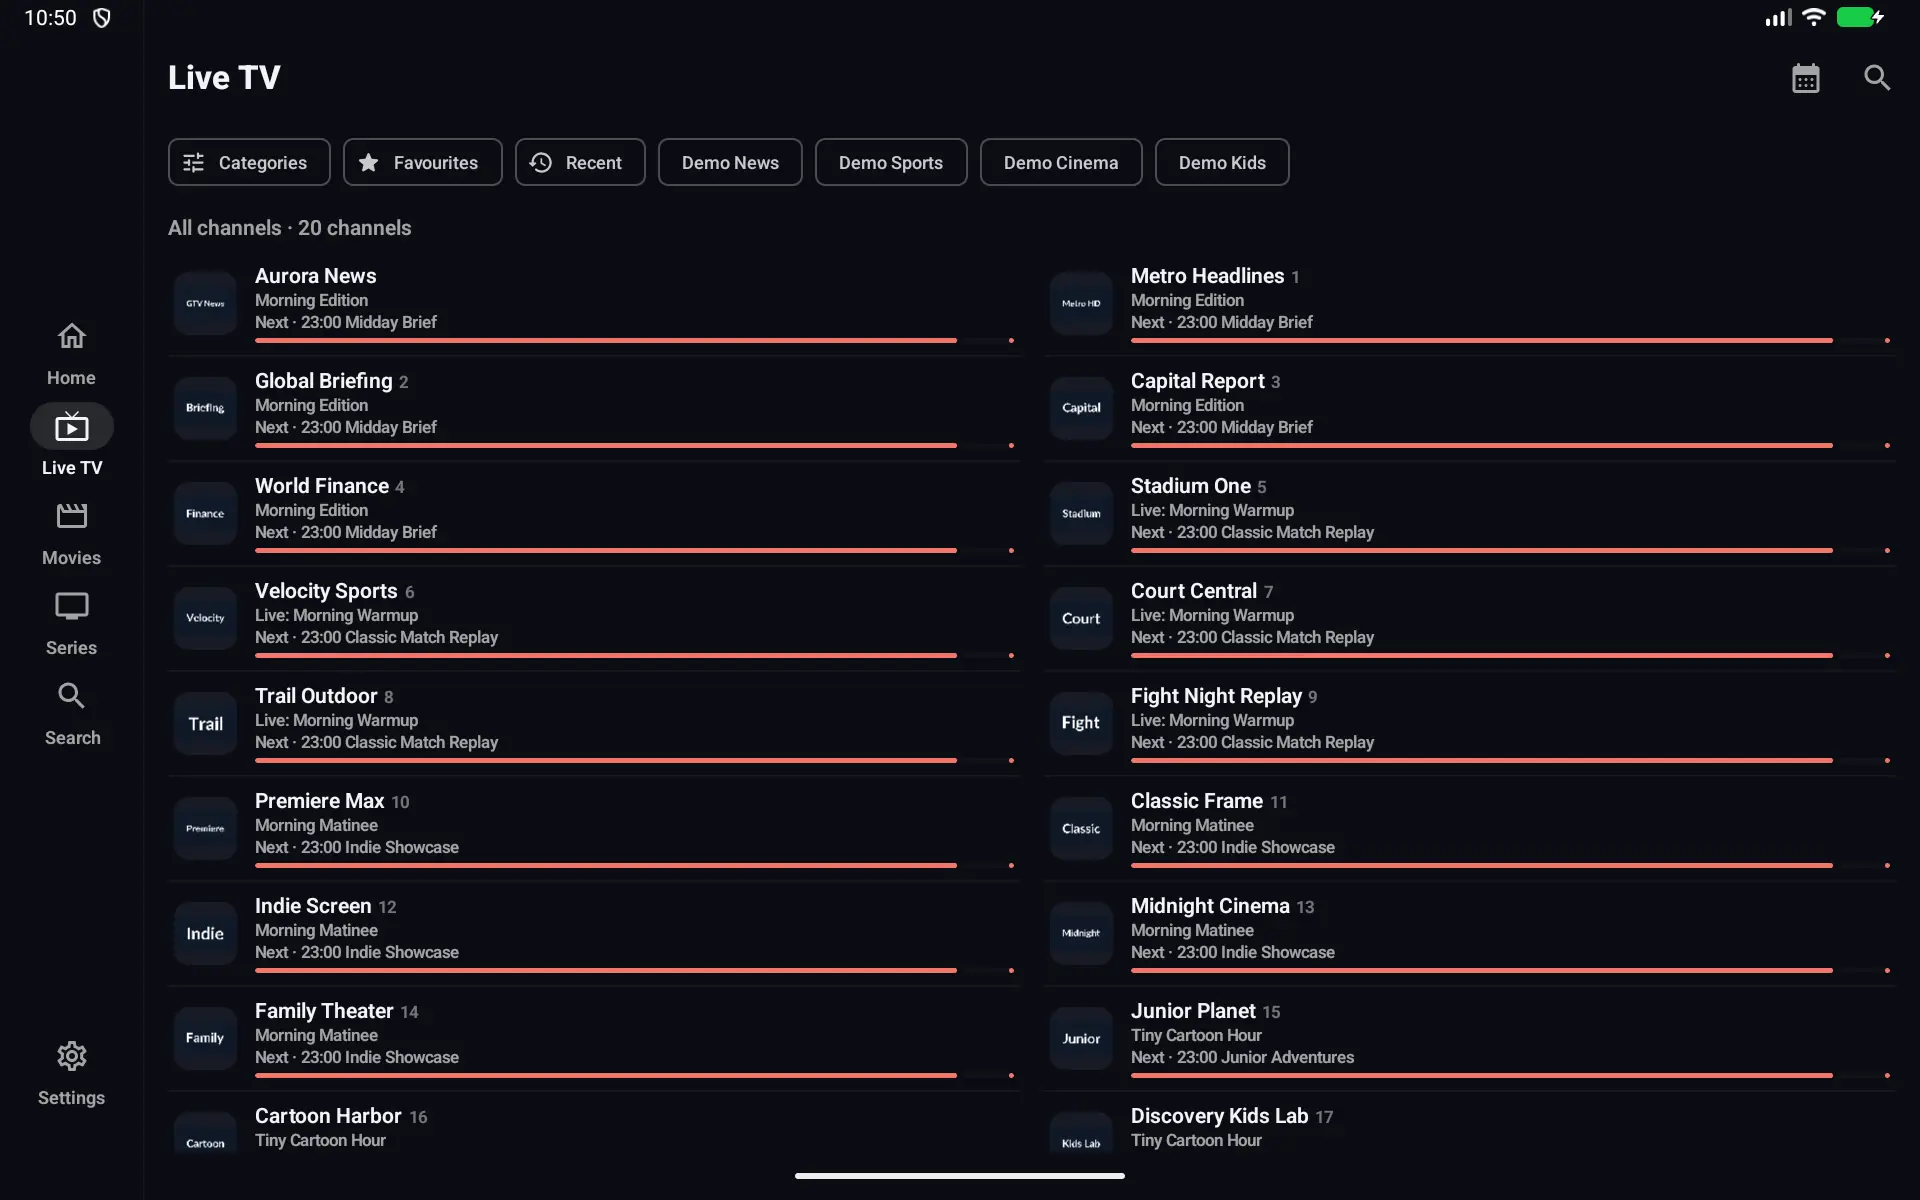 10:50
Live TV
Categories
Favourites
Recent
Demo News
Demo Sports
Demo Cinema
Demo Kids
All channels · 20 channels
GTV News
Aurora News
Morning Edition
Next · 23:00 Midday Brief
Metro HD
Metro Headlines 1
Morning Edition
Next · 23:00 Midday Brief
Briefing
Global Briefing 2
Morning Edition
Next · 23:00 Midday Brief
Capital
Capital Report 3
Morning Edition
Next · 23:00 Midday Brief
Finance
World Finance 4
Morning Edition
Next · 23:00 Midday Brief
Stadium
Stadium One 5
Live: Morning Warmup
Next · 23:00 Classic Match Replay
Velocity
Velocity Sports 6
Live: Morning Warmup
Next · 23:00 Classic Match Replay
Court
Court Central 7
Live: Morning Warmup
Next · 23:00 Classic Match Replay
Trail
Trail Outdoor 8
Live: Morning Warmup
Next · 23:00 Classic Match Replay
Fight
Fight Night Replay 9
Live: Morning Warmup
Next · 23:00 Classic Match Replay
Premiere
Premiere Max 10
Morning Matinee
Next · 23:00 Indie Showcase
Classic
Classic Frame 11
Morning Matinee
Next · 23:00 Indie Showcase
Indie
Indie Screen 12
Morning Matinee
Next · 23:00 Indie Showcase
Midnight
Midnight Cinema 13
Morning Matinee
Next · 23:00 Indie Showcase
Family
Family Theater 14
Morning Matinee
Next · 23:00 Indie Showcase
Junior
Junior Planet 15
Tiny Cartoon Hour
Next · 23:00 Junior Adventures
Cartoon
Cartoon Harbor 16
Tiny Cartoon Hour
Kids Lab
Discovery Kids Lab 17
Tiny Cartoon Hour
Home
Live TV
Movies
Series
Search
Settings